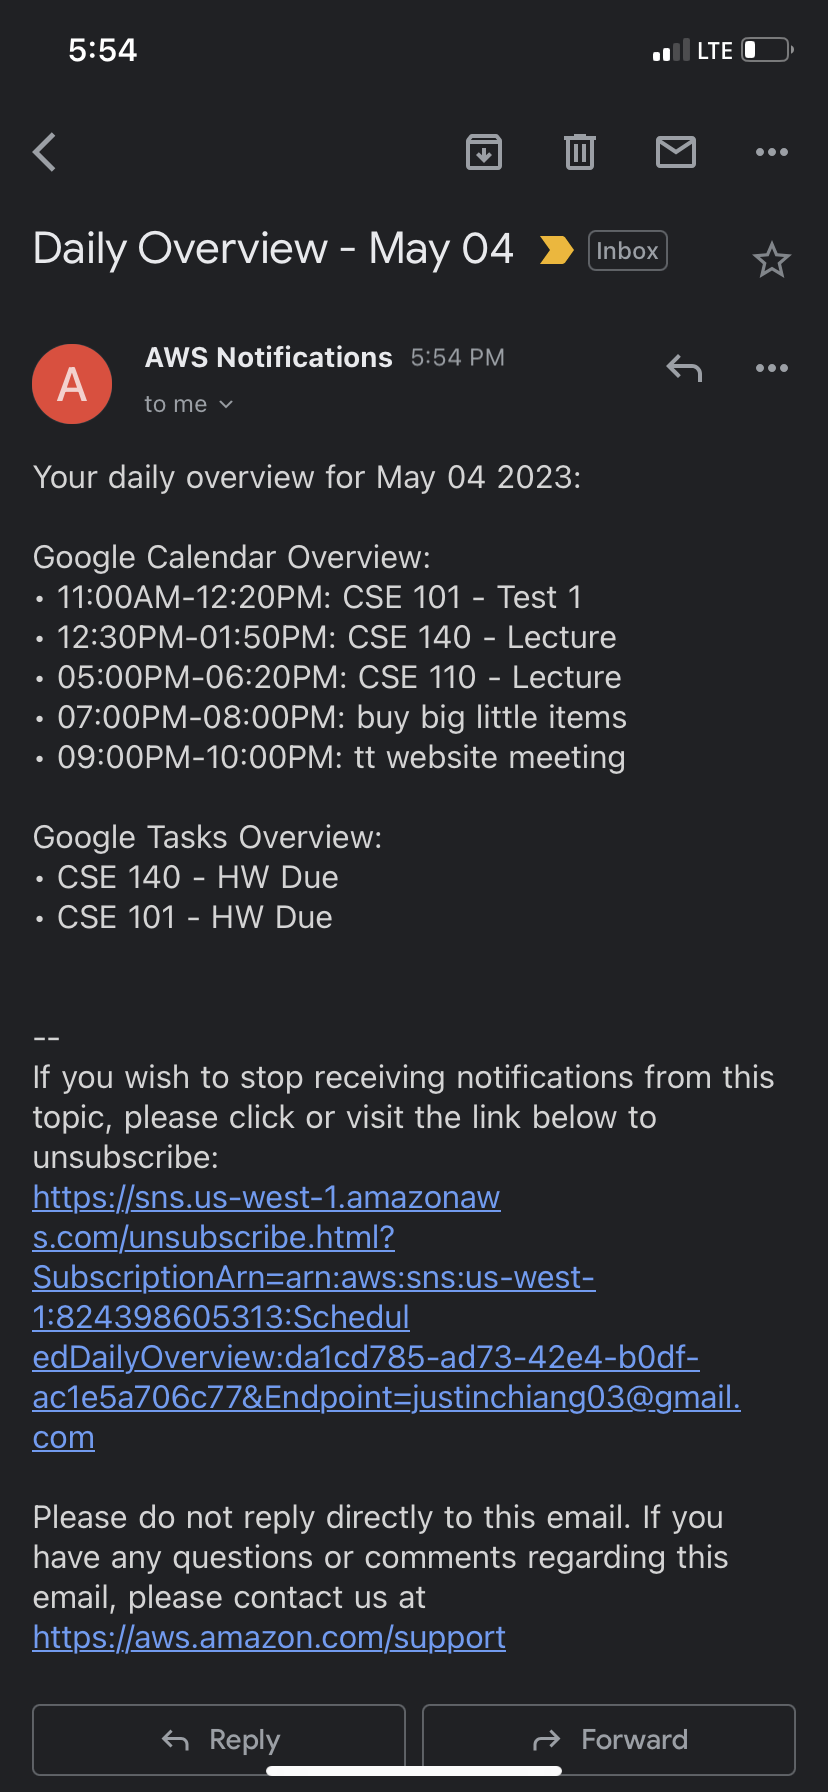 5:54
LTE
Daily Overview - May 04
Inbox
A
AWS Notifications 5:54 PM
to me
Your daily overview for May 04 2023:
Google Calendar Overview:
• 11:00AM-12:20PM: CSE 101 - Test 1
• 12:30PM-01:50PM: CSE 140 - Lecture
• 05:00PM-06:20PM: CSE 110 - Lecture
• 07:00PM-08:00PM: buy big little items
• 09:00PM-10:00PM: tt website meeting
Google Tasks Overview:
• CSE 140 - HW Due
• CSE 101 - HW Due
--
If you wish to stop receiving notifications from this
topic, please click or visit the link below to
unsubscribe:
https://sns.us-west-1.amazonaw
s.com/unsubscribe.html?
SubscriptionArn=arn:aws:sns:us-west-
1:824398605313:Schedul
edDailyOverview:da1cd785-ad73-42e4-b0df-
ac1e5a706c77&Endpoint=justinchiang03@gmail.
com
Please do not reply directly to this email. If you
have any questions or comments regarding this
email, please contact us at
https://aws.amazon.com/support
Reply
Forward